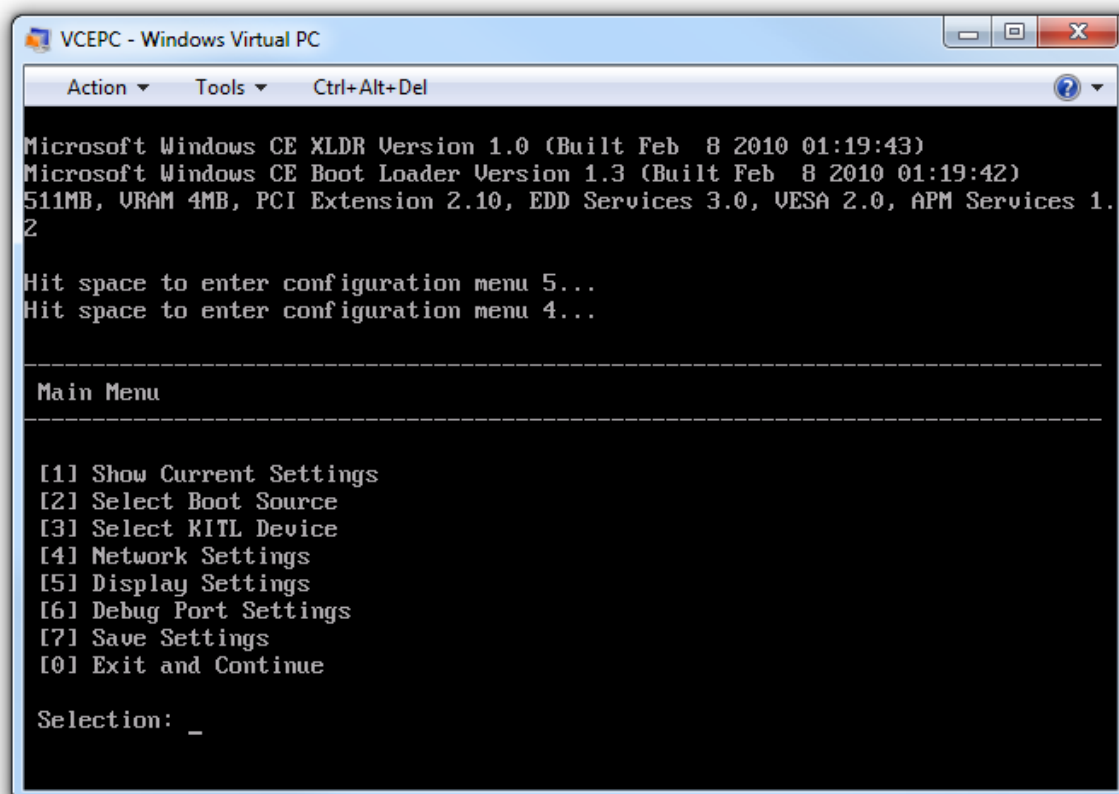 VCEPC - Windows Virtual PC
Action Tools Ctrl+Alt+Del
Microsoft Windows CE XLDR Version 1.0 (Built Feb  8 2010 01:19:43)
Microsoft Windows CE Boot Loader Version 1.3 (Built Feb  8 2010 01:19:42)
511MB, VRAM 4MB, PCI Extension 2.10, EDD Services 3.0, VESA 2.0, APM Services 1.
2
Hit space to enter configuration menu 5...
Hit space to enter configuration menu 4...
Main Menu
[1] Show Current Settings
[2] Select Boot Source
[3] Select KITL Device
[4] Network Settings
[5] Display Settings
[6] Debug Port Settings
[7] Save Settings
[0] Exit and Continue
Selection: _